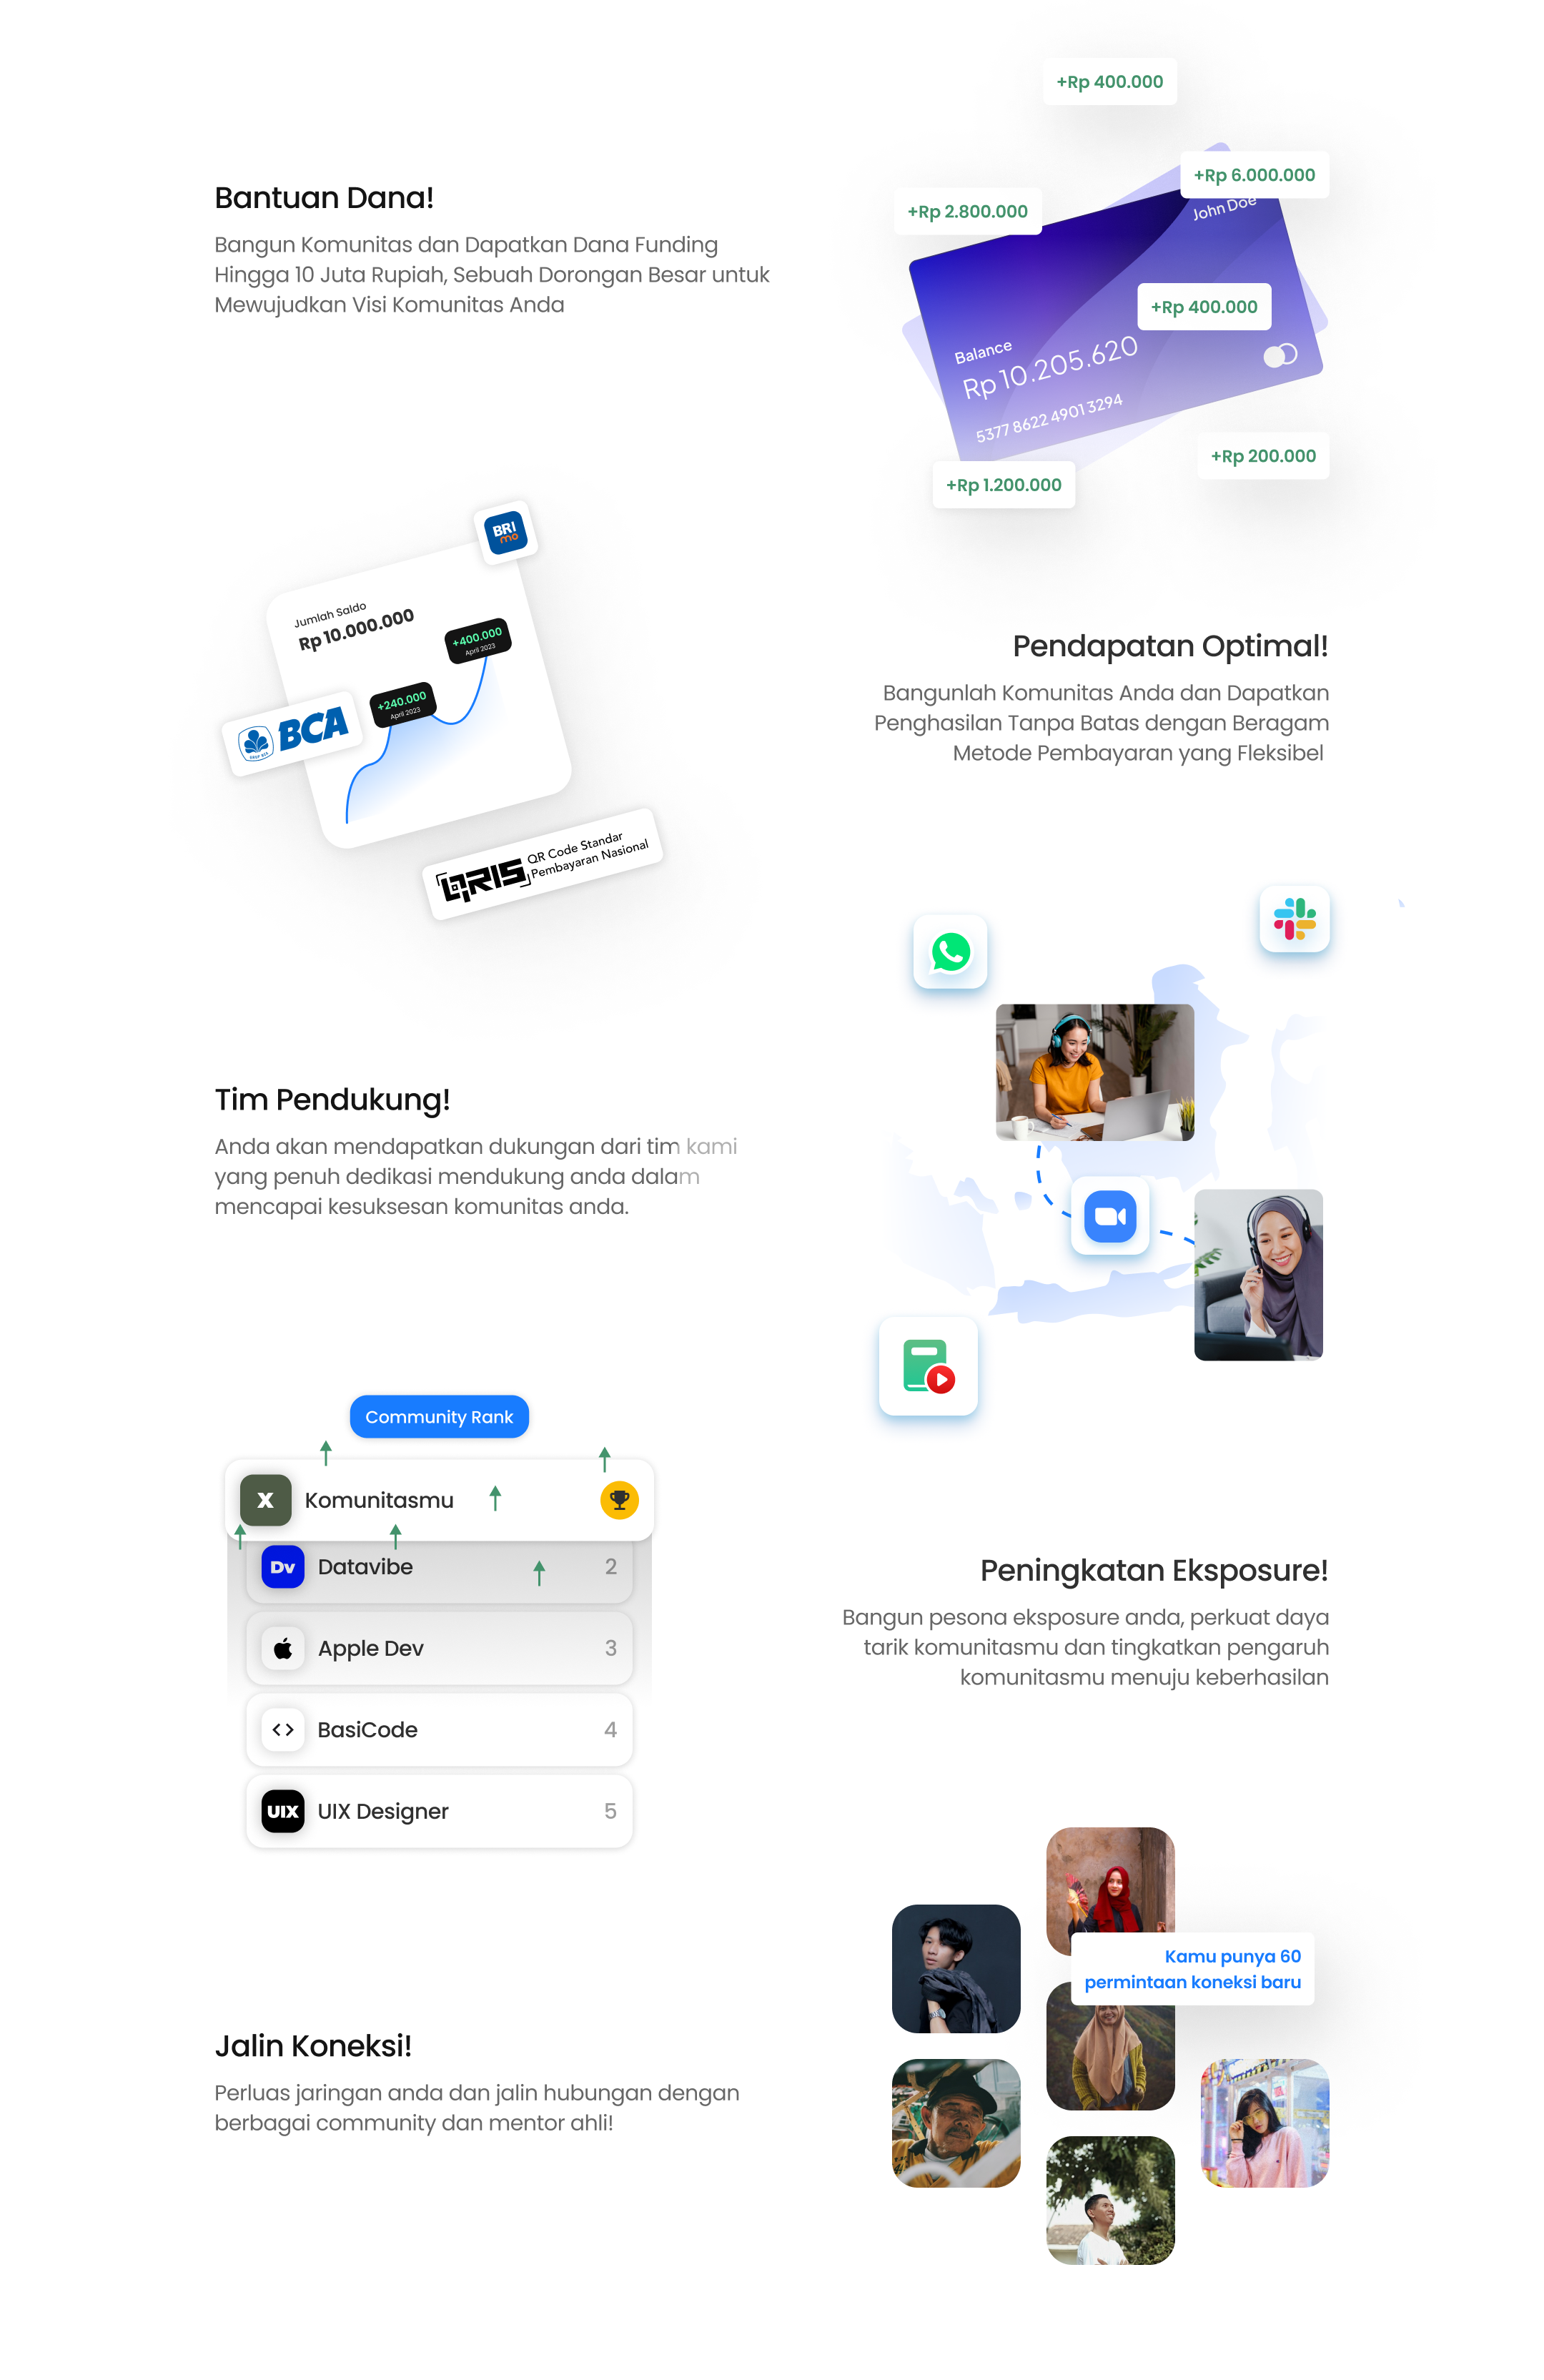 Bantuan Dana!
Bangun Komunitas dan Dapatkan Dana Funding
Hingga 10 Juta Rupiah, Sebuah Dorongan Besar untuk
Mewujudkan Visi Komunitas Anda
+Rp 400.000
+Rp 6.000.000
+Rp 2.800.000
John Doe
+Rp 400.000
Balance
Rp 10.205.620
5377 8622 4901 3294
+Rp 200.000
+Rp 1.200.000
BRI
mo
Jumlah Saldo
Rp 10.000.000
+400.000
April 2023
+240.000
April 2023
BCA
QRIS
QR Code Standar
Pembayaran Nasional
Pendapatan Optimal!
Bangunlah Komunitas Anda dan Dapatkan
Penghasilan Tanpa Batas dengan Beragam
Metode Pembayaran yang Fleksibel
Tim Pendukung!
Anda akan mendapatkan dukungan dari tim kami
yang penuh dedikasi mendukung anda dalam
mencapai kesuksesan komunitas anda.
Community Rank
X Komunitasmu
Dv Datavibe 2
Apple Dev 3
<> BasiCode 4
UIX UIX Designer 5
Peningkatan Eksposure!
Bangun pesona eksposure anda, perkuat daya
tarik komunitasmu dan tingkatkan pengaruh
komunitasmu menuju keberhasilan
Jalin Koneksi!
Perluas jaringan anda dan jalin hubungan dengan
berbagai community dan mentor ahli!
Kamu punya 60
permintaan koneksi baru